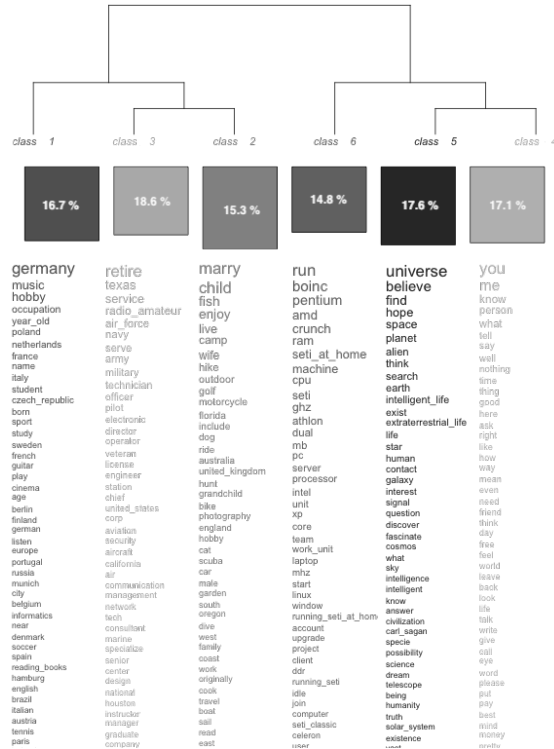 class 1
class 3
class 2
class 6
class 5
class 4
16.7 %
18.6 %
15.3 %
14.8 %
17.6 %
17.1 %
germany
music
hobby
occupation
year_old
poland
netherlands
france
name
italy
student
czech_republic
born
sport
study
sweden
french
guitar
play
cinema
age
berlin
finland
german
listen
europe
portugal
russia
munich
city
belgium
informatics
near
denmark
soccer
spain
reading_books
hamburg
english
brazil
italian
austria
tennis
paris
retire
texas
service
radio_amateur
air_force
navy
serve
army
military
technician
officer
pilot
electronic
director
operator
veteran
license
engineer
station
chief
united_states
corp
aviation
security
aircraft
california
air
communication
management
network
tech
consultant
marine
specialize
senior
center
design
national
houston
instructor
manager
graduate
company
marry
child
fish
enjoy
live
camp
wife
hike
outdoor
golf
motorcycle
florida
include
dog
ride
australia
united_kingdom
hunt
grandchild
bike
photography
england
hobby
cat
scuba
car
male
garden
south
oregon
dive
west
family
coast
work
originally
cook
travel
boat
sail
read
east
run
boinc
pentium
amd
crunch
ram
seti_at_home
machine
cpu
seti
ghz
athlon
dual
mb
pc
server
processor
intel
unit
xp
core
team
work_unit
laptop
mhz
start
linux
window
running_seti_at_hom
account
upgrade
project
client
ddr
running_seti
idle
join
computer
seti_classic
celeron
user
universe
believe
find
hope
space
planet
alien
think
search
earth
intelligent_life
exist
extraterrestrial_life
life
star
human
contact
galaxy
interest
signal
question
discover
fascinate
cosmos
what
sky
intelligence
intelligent
know
answer
civilization
carl_sagan
specie
possibility
science
dream
telescope
being
humanity
truth
solar_system
existence
you
me
know
person
what
tell
say
well
nothing
time
thing
good
here
ask
right
like
how
way
mean
even
need
friend
think
day
free
feel
world
leave
back
look
life
talk
write
give
call
eye
word
please
put
pay
best
mind
money
pretty